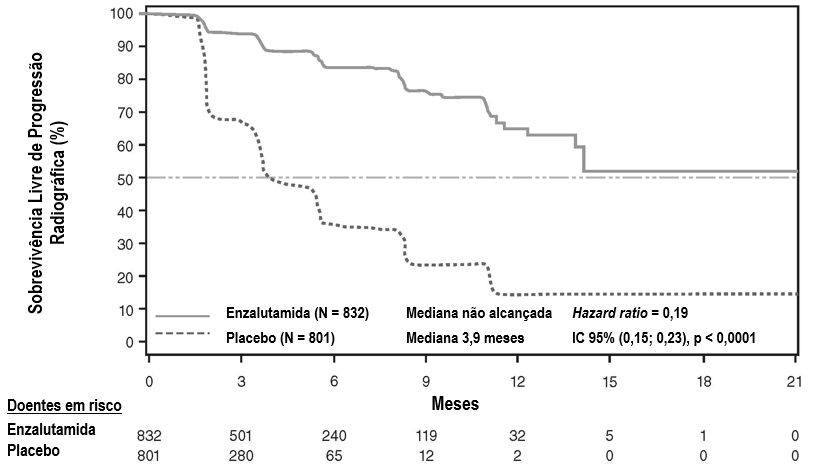 Sobrevivência Livre de Progressão
Radiográfica (%)
100
90
80
70
60
50
40
30
20
10
0
Enzalutamida (N = 832) Mediana não alcançada Hazard ratio = 0,19
Placebo (N = 801) Mediana 3,9 meses IC 95% (0,15; 0,23), p < 0,0001
0 3 6 9 12 15 18 21
Meses
Doentes em risco
Enzalutamida 832 501 240 119 32 5 1 0
Placebo 801 280 65 12 2 0 0 0